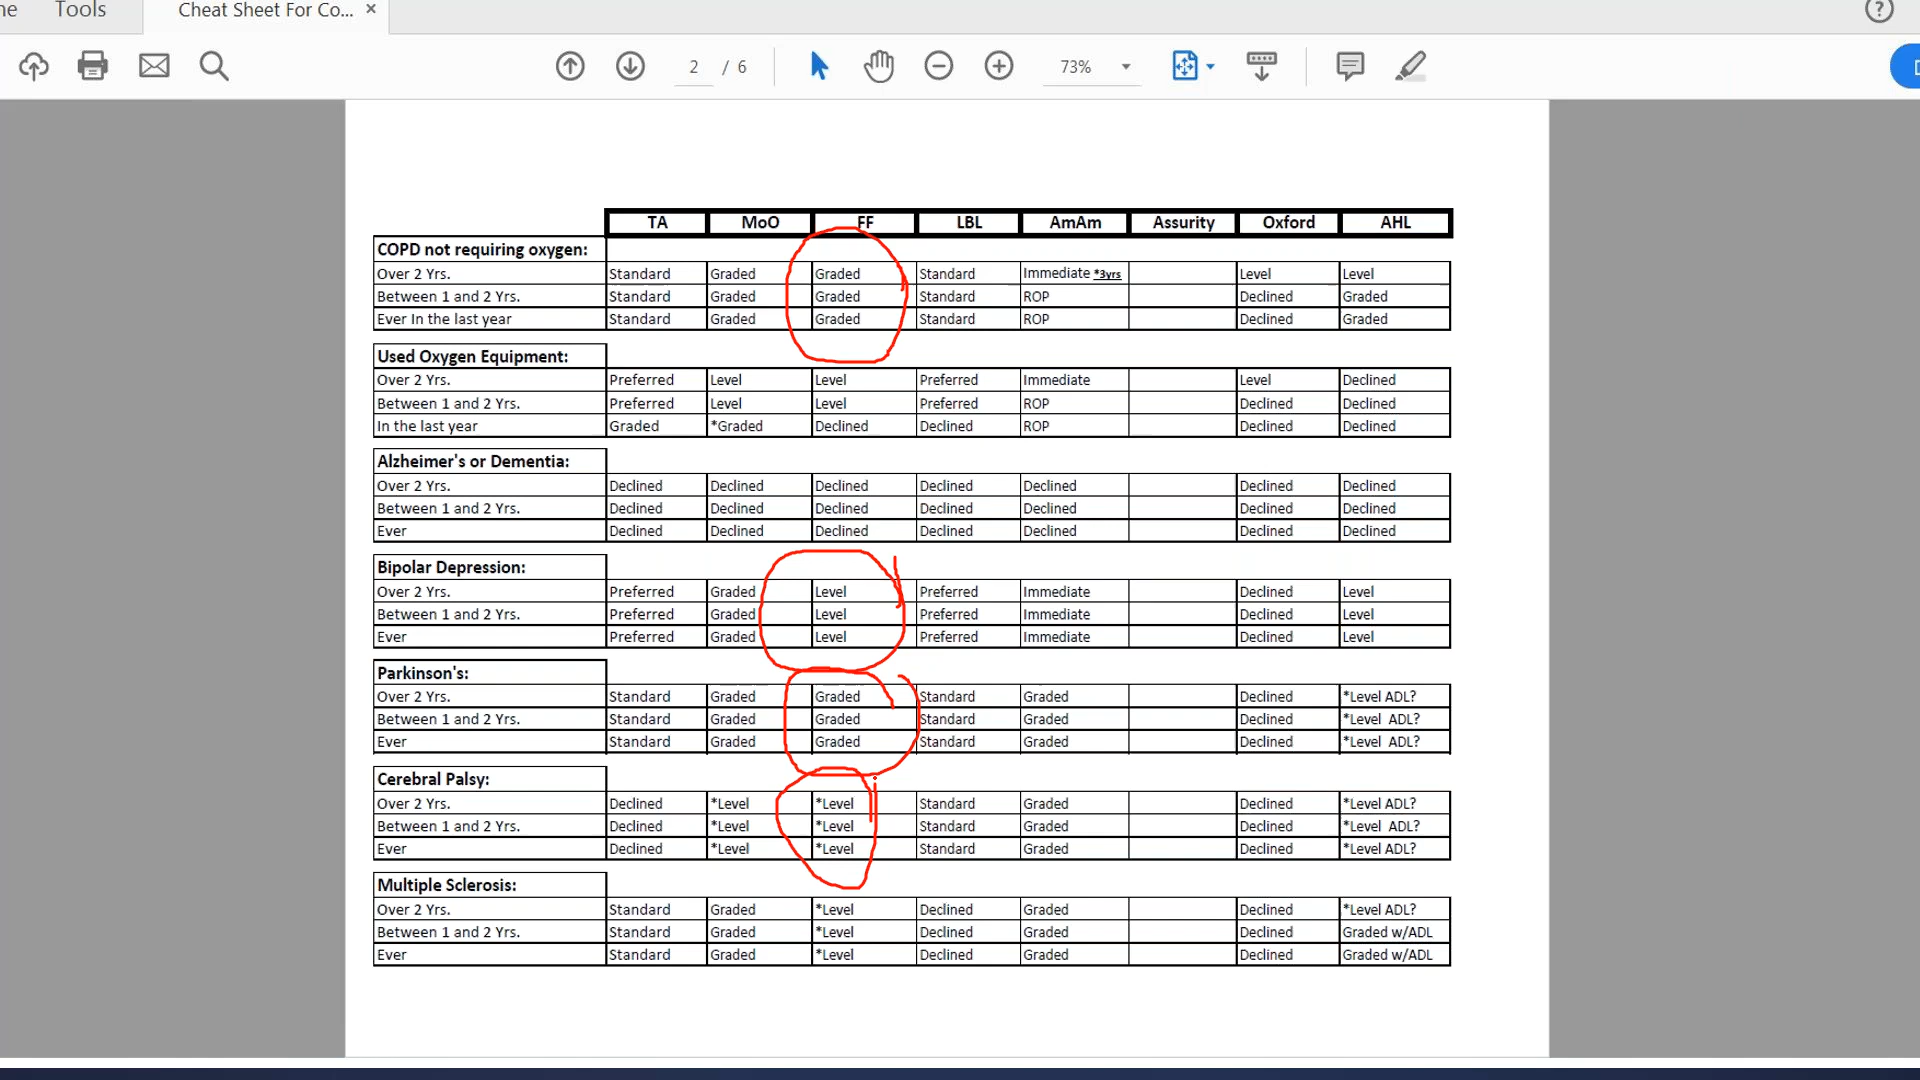 ne Tools Cheat Sheet For Co... ×
2 / 6 73%
TA MoO FF LBL AmAm Assurity Oxford AHL
COPD not requiring oxygen:
Over 2 Yrs. Standard Graded Graded Standard Immediate *3yrs Level Level
Between 1 and 2 Yrs. Standard Graded Graded Standard ROP Declined Graded
Ever In the last year Standard Graded Graded Standard ROP Declined Graded
Used Oxygen Equipment:
Over 2 Yrs. Preferred Level Level Preferred Immediate Level Declined
Between 1 and 2 Yrs. Preferred Level Level Preferred ROP Declined Declined
In the last year Graded *Graded Declined Declined ROP Declined Declined
Alzheimer's or Dementia:
Over 2 Yrs. Declined Declined Declined Declined Declined Declined Declined
Between 1 and 2 Yrs. Declined Declined Declined Declined Declined Declined Declined
Ever Declined Declined Declined Declined Declined Declined Declined
Bipolar Depression:
Over 2 Yrs. Preferred Graded Level Preferred Immediate Declined Level
Between 1 and 2 Yrs. Preferred Graded Level Preferred Immediate Declined Level
Ever Preferred Graded Level Preferred Immediate Declined Level
Parkinson's:
Over 2 Yrs. Standard Graded Graded Standard Graded Declined *Level ADL?
Between 1 and 2 Yrs. Standard Graded Graded Standard Graded Declined *Level ADL?
Ever Standard Graded Graded Standard Graded Declined *Level ADL?
Cerebral Palsy:
Over 2 Yrs. Declined *Level *Level Standard Graded Declined *Level ADL?
Between 1 and 2 Yrs. Declined *Level *Level Standard Graded Declined *Level ADL?
Ever Declined *Level *Level Standard Graded Declined *Level ADL?
Multiple Sclerosis:
Over 2 Yrs. Standard Graded *Level Declined Graded Declined *Level ADL?
Between 1 and 2 Yrs. Standard Graded *Level Declined Graded Declined Graded w/ADL
Ever Standard Graded *Level Declined Graded Declined Graded w/ADL